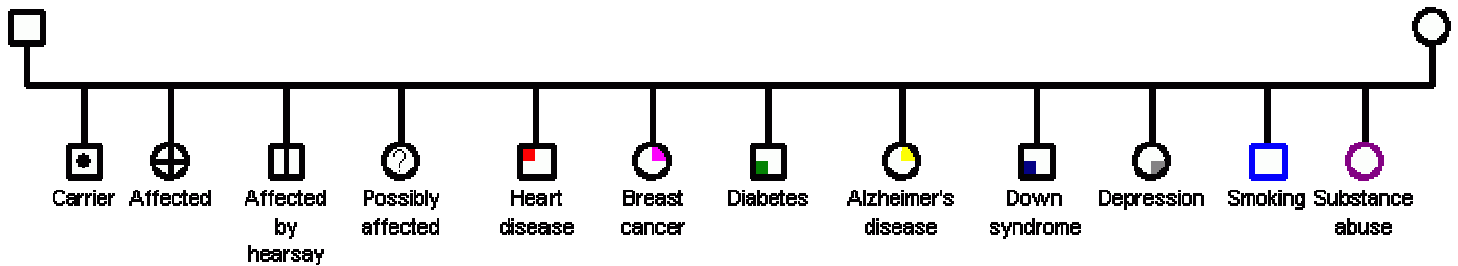 ?
Carrier Affected Affected Possibly Heart Breast Diabetes Alzheimer's Down Depression Smoking Substance
by affected disease cancer disease syndrome abuse
hearsay